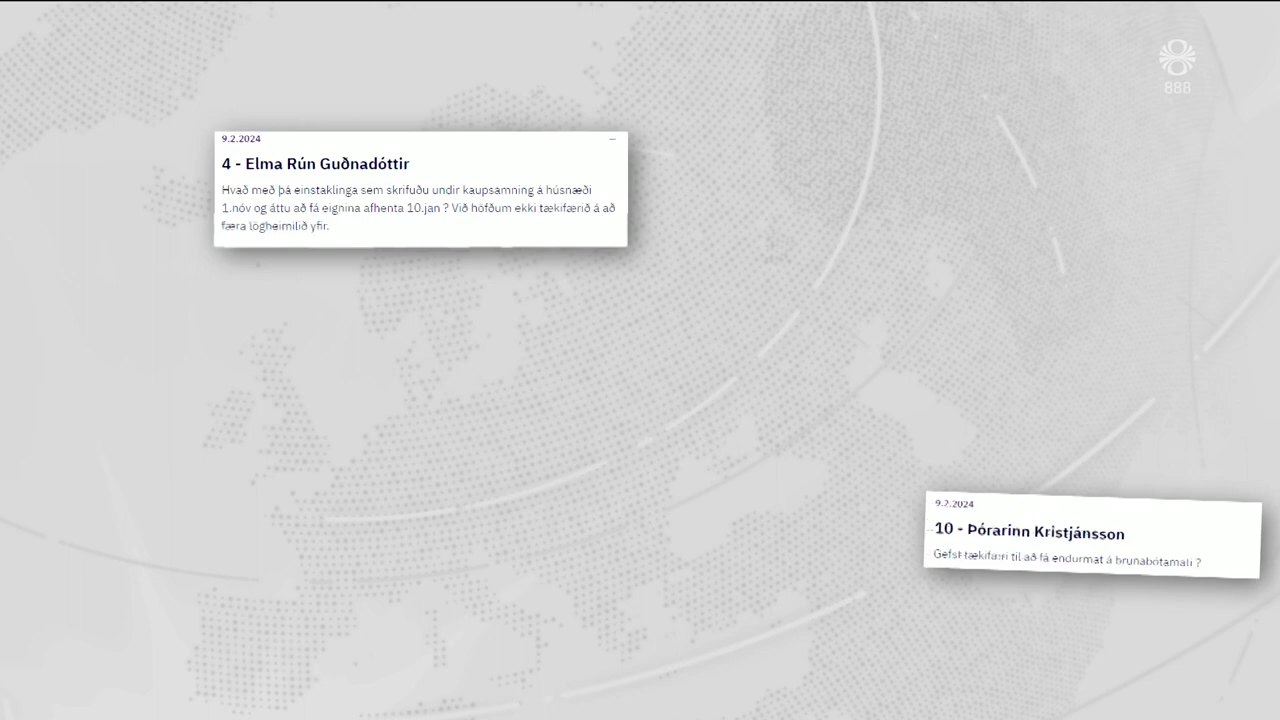 888
9.2.2024
4 - Elma Rún Guðnadóttir
Hvað með þá einstaklinga sem skrifuðu undir kaupsamning á húsnæði
1.nóv og áttu að fá eignina afhenta 10.jan ? Við höfðum ekki tækifærið á að
færa lögheimilið yfir.
9.2.2024
10 - Þórarinn Kristjánsson
Gefst tækifæri til að fá endurmat á brunabótamali ?